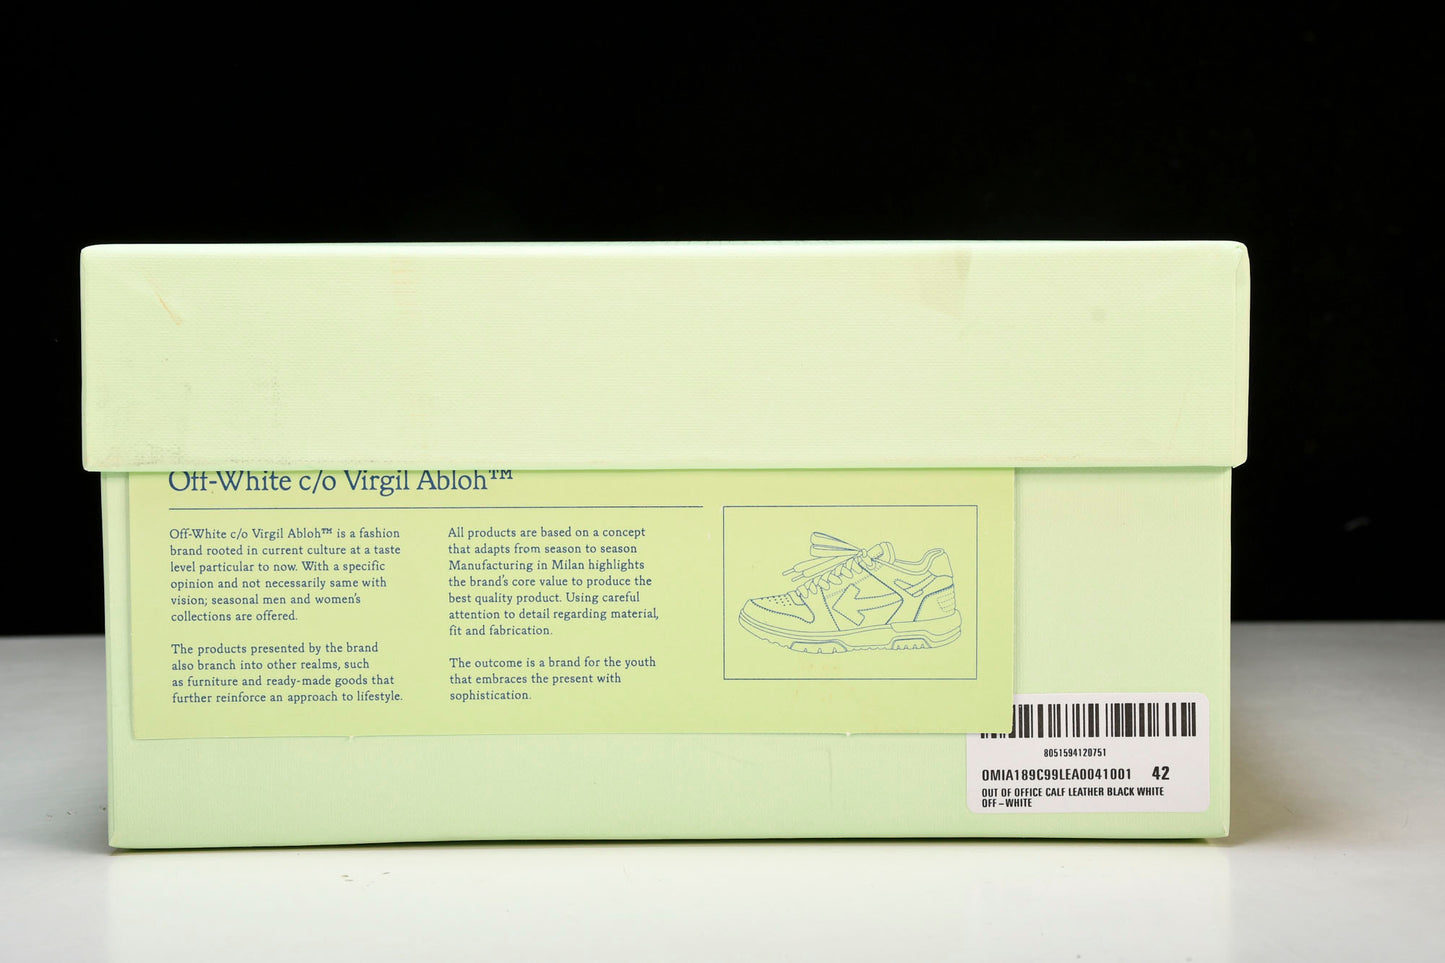 Off-White c/o Virgil Abloh™
Off-White c/o Virgil Abloh™ is a fashion
brand rooted in current culture at a taste
level particular to now. With a specific
opinion and not necessarily same with
vision; seasonal men and women's
collections are offered.
The products presented by the brand
also branch into other realms, such
as furniture and ready-made goods that
further reinforce an approach to lifestyle.
All products are based on a concept
that adapts from season to season
Manufacturing in Milan highlights
the brand's core value to produce the
best quality product. Using careful
attention to detail regarding material,
fit and fabrication.
The outcome is a brand for the youth
that embraces the present with
sophistication.
8051594120751
OMIA189C99LEA0041001 42
OUT OF OFFICE CALF LEATHER BLACK WHITE
OFF-WHITE